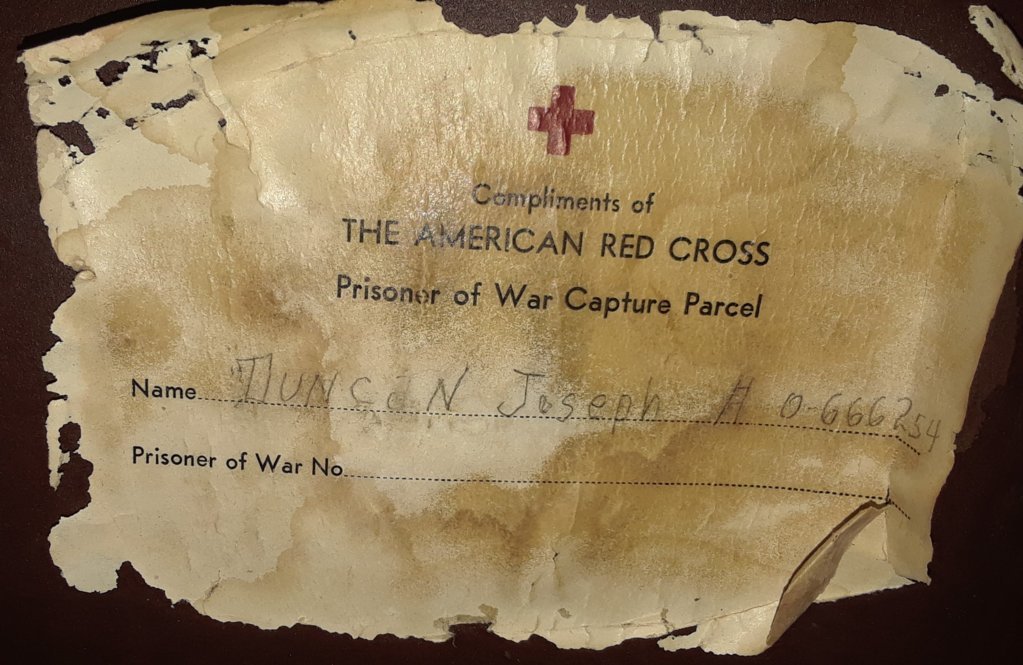 Compliments of
THE AMERICAN RED CROSS
Prisoner of War Capture Parcel
Name DUNCAN Joseph H 0-666254
Prisoner of War No.